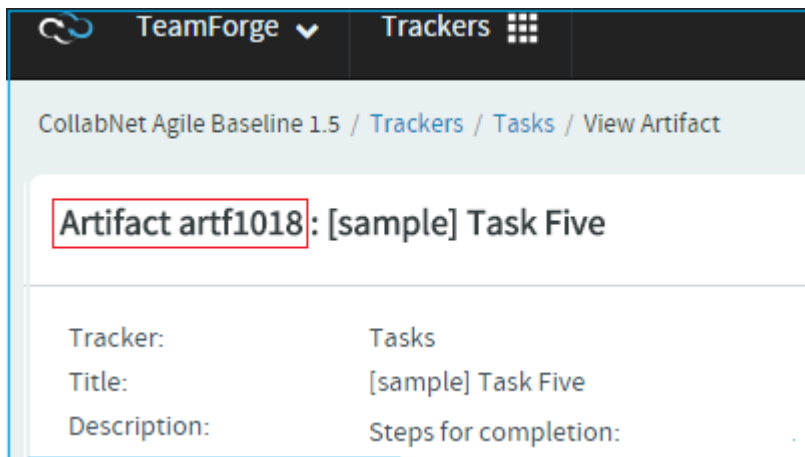 TeamForge Trackers
CollabNet Agile Baseline 1.5 / Trackers / Tasks / View Artifact
Artifact artf1018 : [sample] Task Five
Tracker: Tasks
Title: [sample] Task Five
Description: Steps for completion: